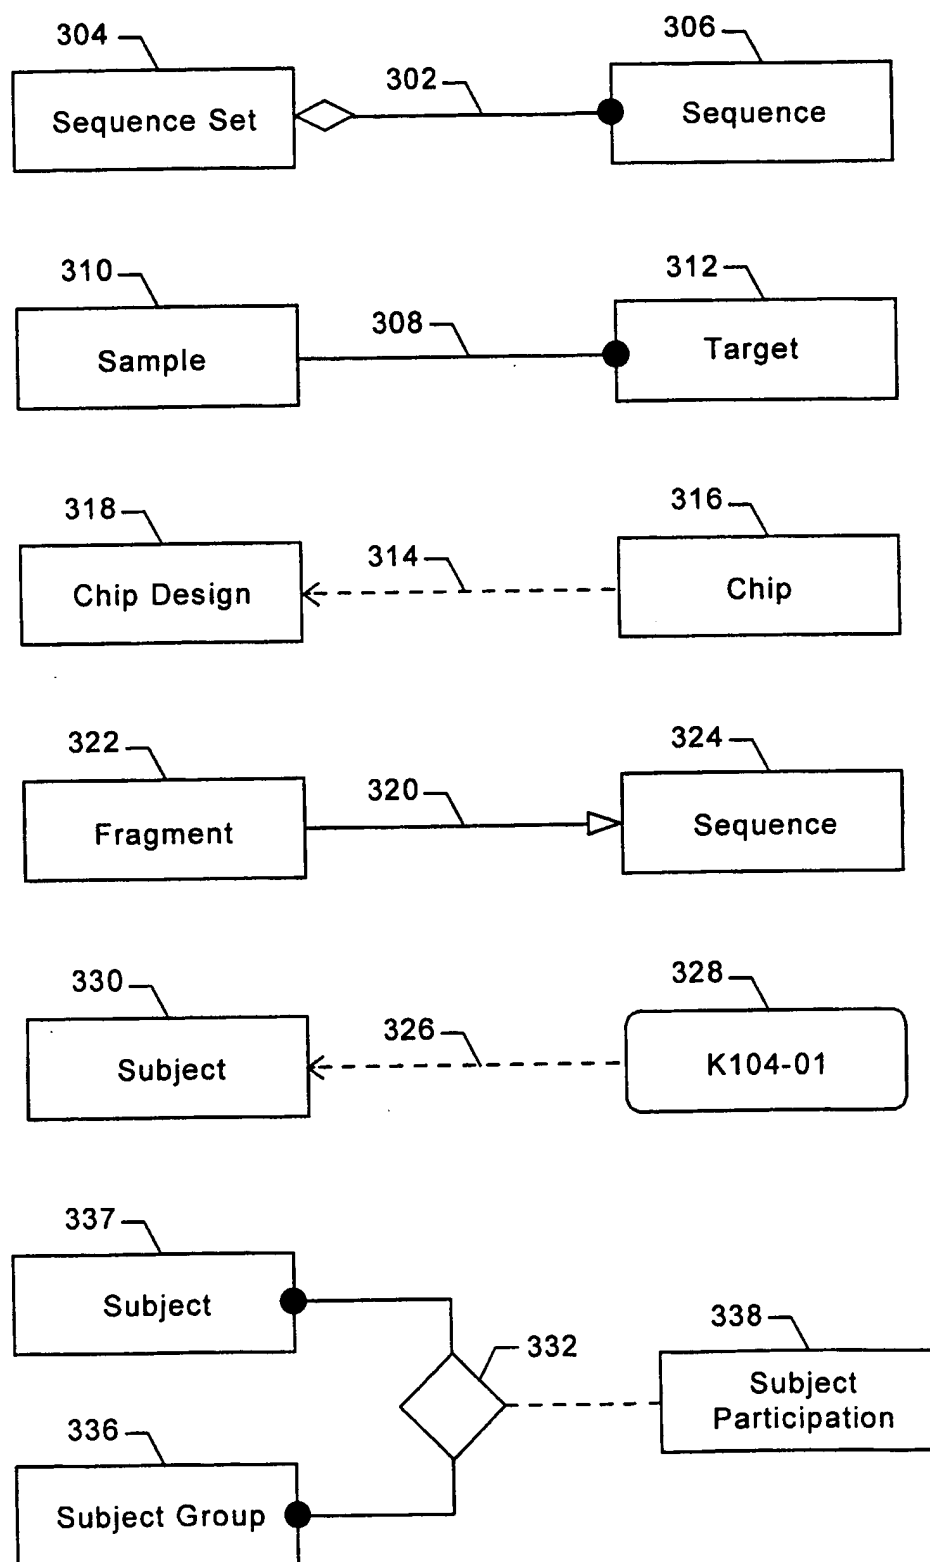 304
302
306
Sequence Set
Sequence
310
308
312
Sample
Target
318
314
316
Chip Design
Chip
322
320
324
Fragment
Sequence
330
326
328
Subject
K104-01
337
Subject
332
338
Subject
Participation
336
Subject Group